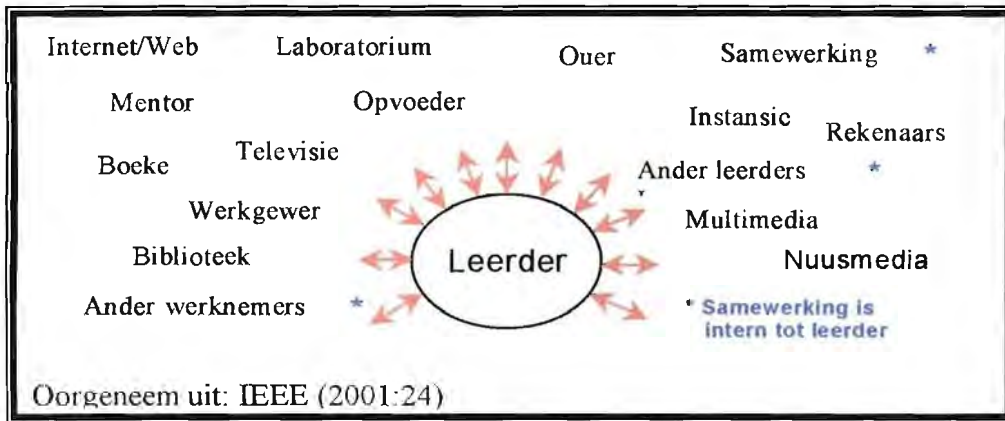 Internet/Web Laboratorium Ouer Samewerking *
Mentor Opvoeder Instansie Rekenaars
Boeke Televisie Ander leerders *
Werkgewer Multimedia
Biblioteek Leerder Nuusmedia
Ander werknemers * * Samewerking is
intern tot leerder
Oorgeneem uit: IEEE (2001:24)